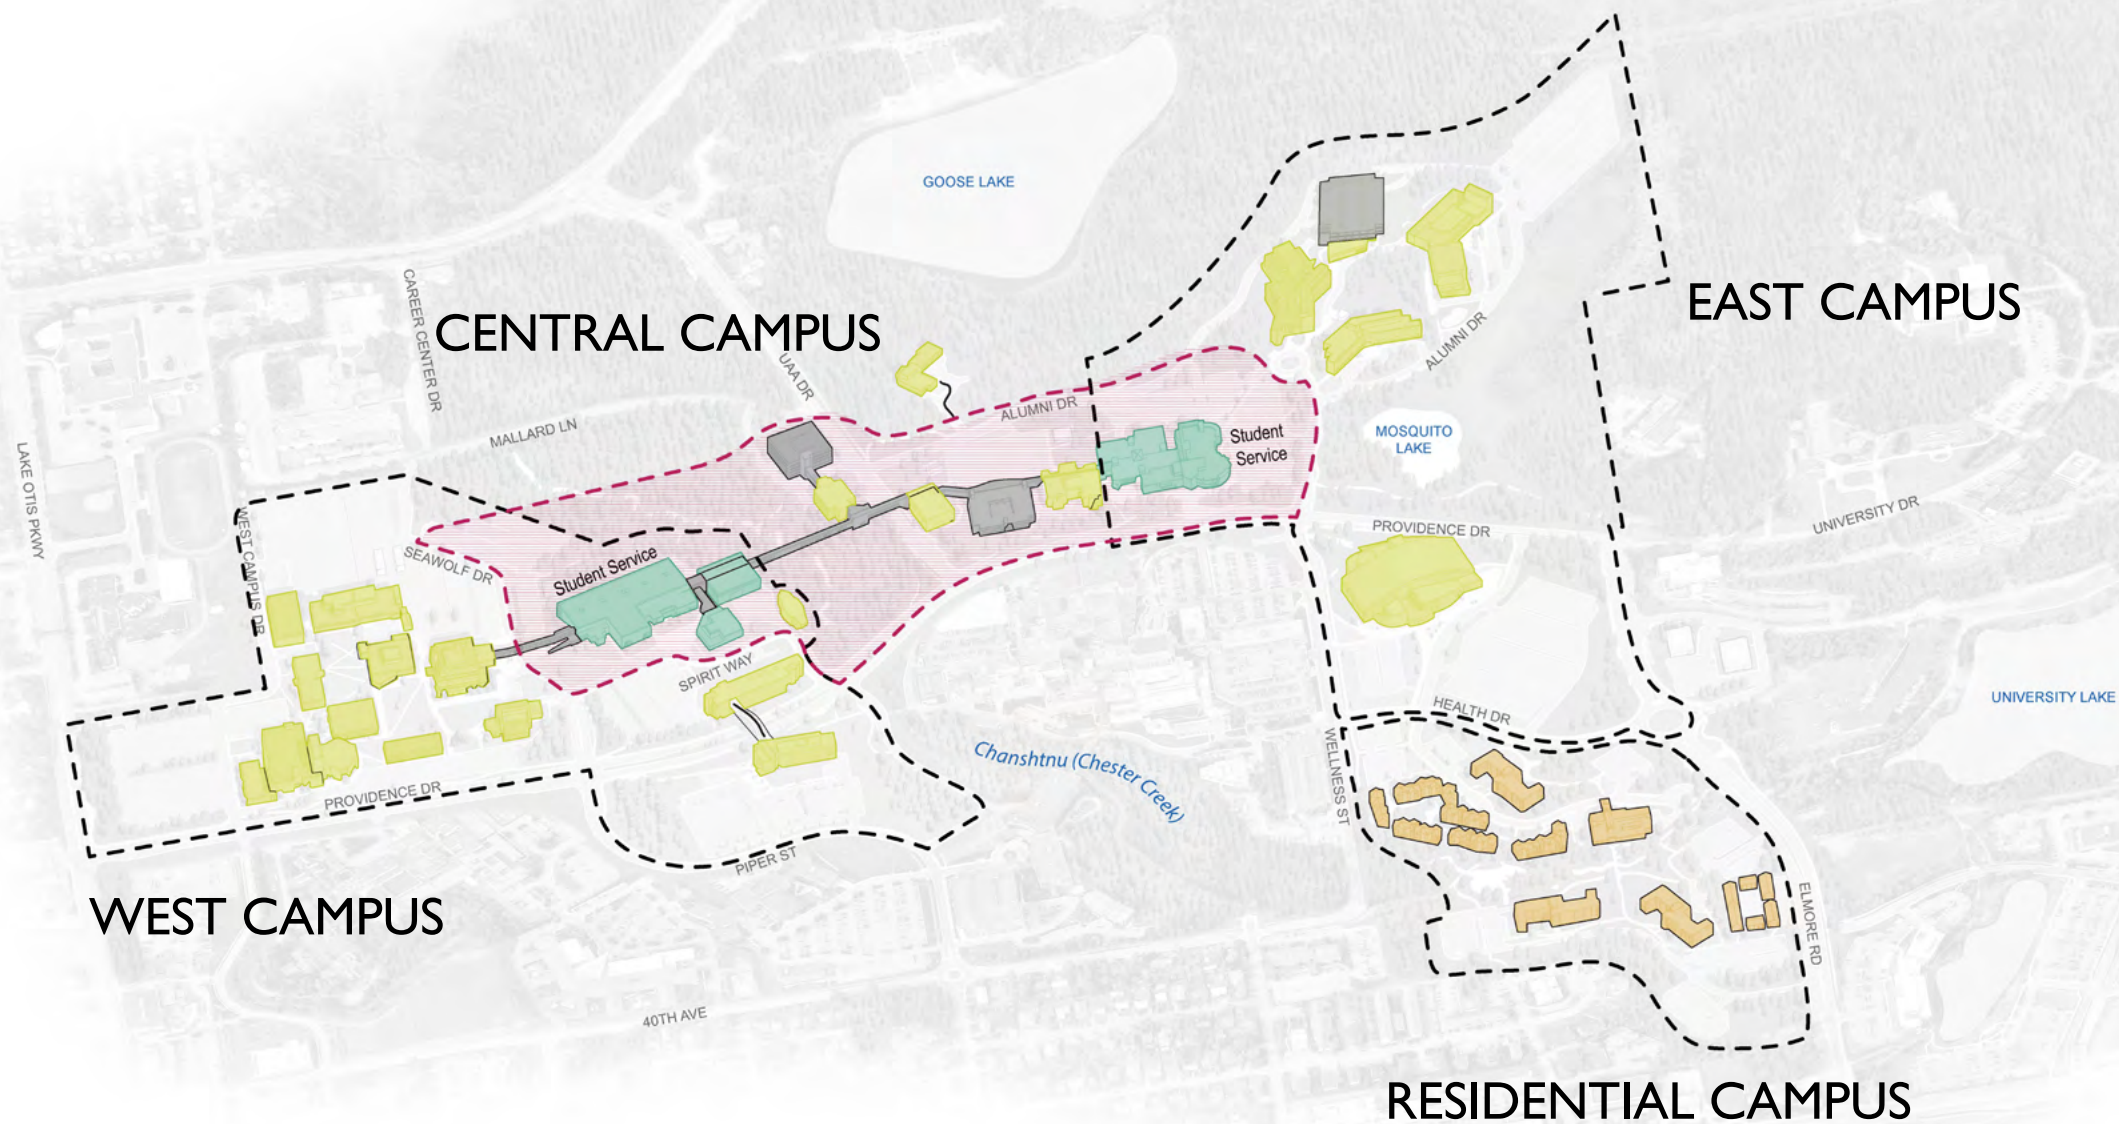 GOOSE LAKE
EAST CAMPUS
CAREER CENTER DR
CENTRAL CAMPUS
UAA DR
ALUMNI DR
ALUMNI DR
MALLARD LN
Student
Service
MOSQUITO
LAKE
LAKE OTIS PKWY
WEST CAMPUS DR
SEAWOLF DR
Student Service
PROVIDENCE DR
UNIVERSITY DR
SPIRIT WAY
UNIVERSITY LAKE
HEALTH DR
Chanshtnu (Chester Creek)
WELLNESS ST
PROVIDENCE DR
PIPER ST
WEST CAMPUS
ELMORE RD
40TH AVE
RESIDENTIAL CAMPUS